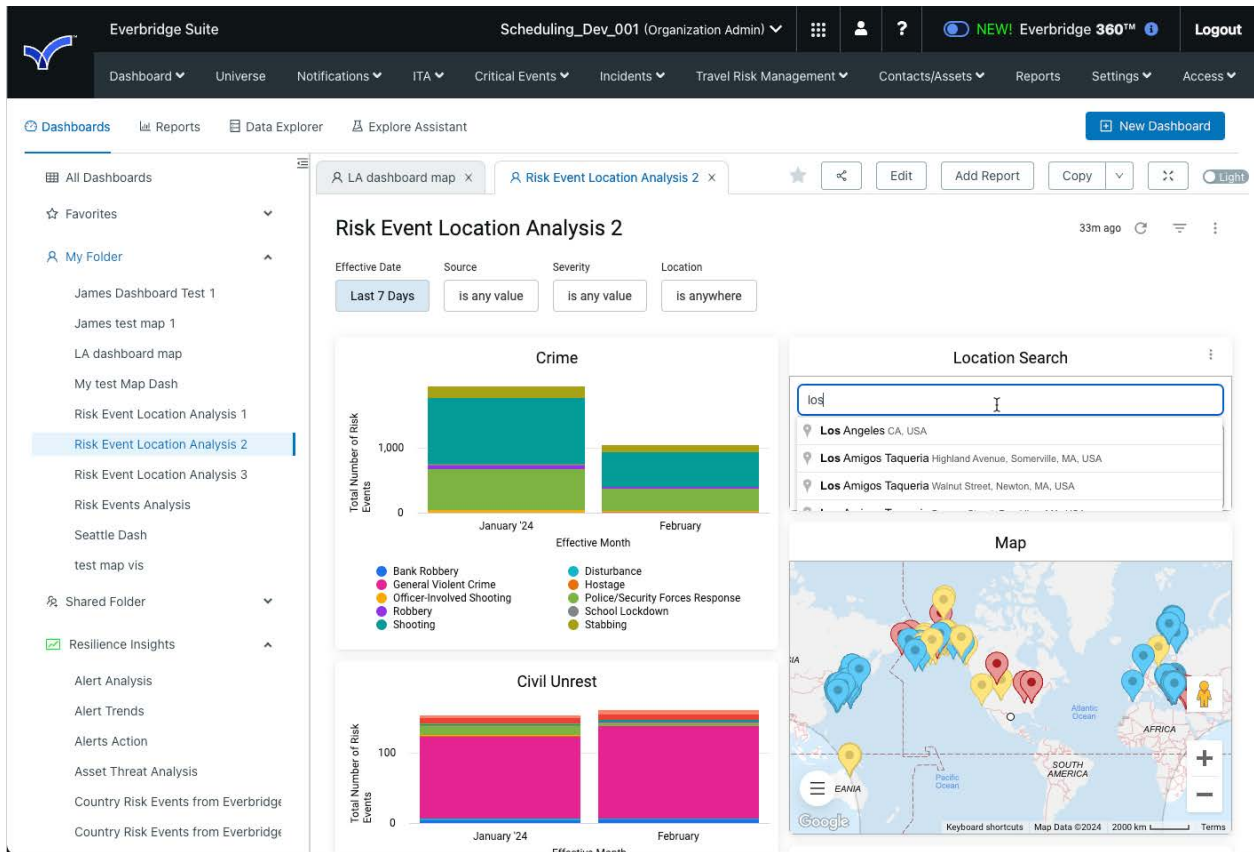 Everbridge Suite
Scheduling_Dev_001 (Organization Admin)
?
NEW! Everbridge 360™
Logout
Dashboard
Universe
Notifications
ITA
Critical Events
Incidents
Travel Risk Management
Contacts/Assets
Reports
Settings
Access
Dashboards
Reports
Data Explorer
Explore Assistant
New Dashboard
All Dashboards
Favorites
My Folder
James Dashboard Test 1
James test map 1
LA dashboard map
My test Map Dash
Risk Event Location Analysis 1
Risk Event Location Analysis 2
Risk Event Location Analysis 3
Risk Events Analysis
Seattle Dash
test map vis
Shared Folder
Resilience Insights
Alert Analysis
Alert Trends
Alerts Action
Asset Threat Analysis
Country Risk Events from Everbridge
Country Risk Events from Everbridge
LA dashboard map ×
Risk Event Location Analysis 2 ×
Edit
Add Report
Copy
Light
Risk Event Location Analysis 2
33m ago
Effective Date
Source
Severity
Location
Last 7 Days
is any value
is any value
is anywhere
Crime
Total Number of Risk
Events
1,000
0
January '24
February
Effective Month
Bank Robbery
General Violent Crime
Officer-Involved Shooting
Robbery
Shooting
Disturbance
Hostage
Police/Security Forces Response
School Lockdown
Stabbing
Civil Unrest
Total Number of Risk
Events
100
0
January '24
February
Effective Month
Location Search
los
Los Angeles CA, USA
Los Amigos Taqueria Highland Avenue, Somerville, MA, USA
Los Amigos Taqueria Walnut Street, Newton, MA, USA
Map
IA
Atlantic
Ocean
AFRICA
SOUTH
AMERICA
Pacific
Ocean
EANIA
Google
Keyboard shortcuts
Map Data ©2024
2000 km
Terms